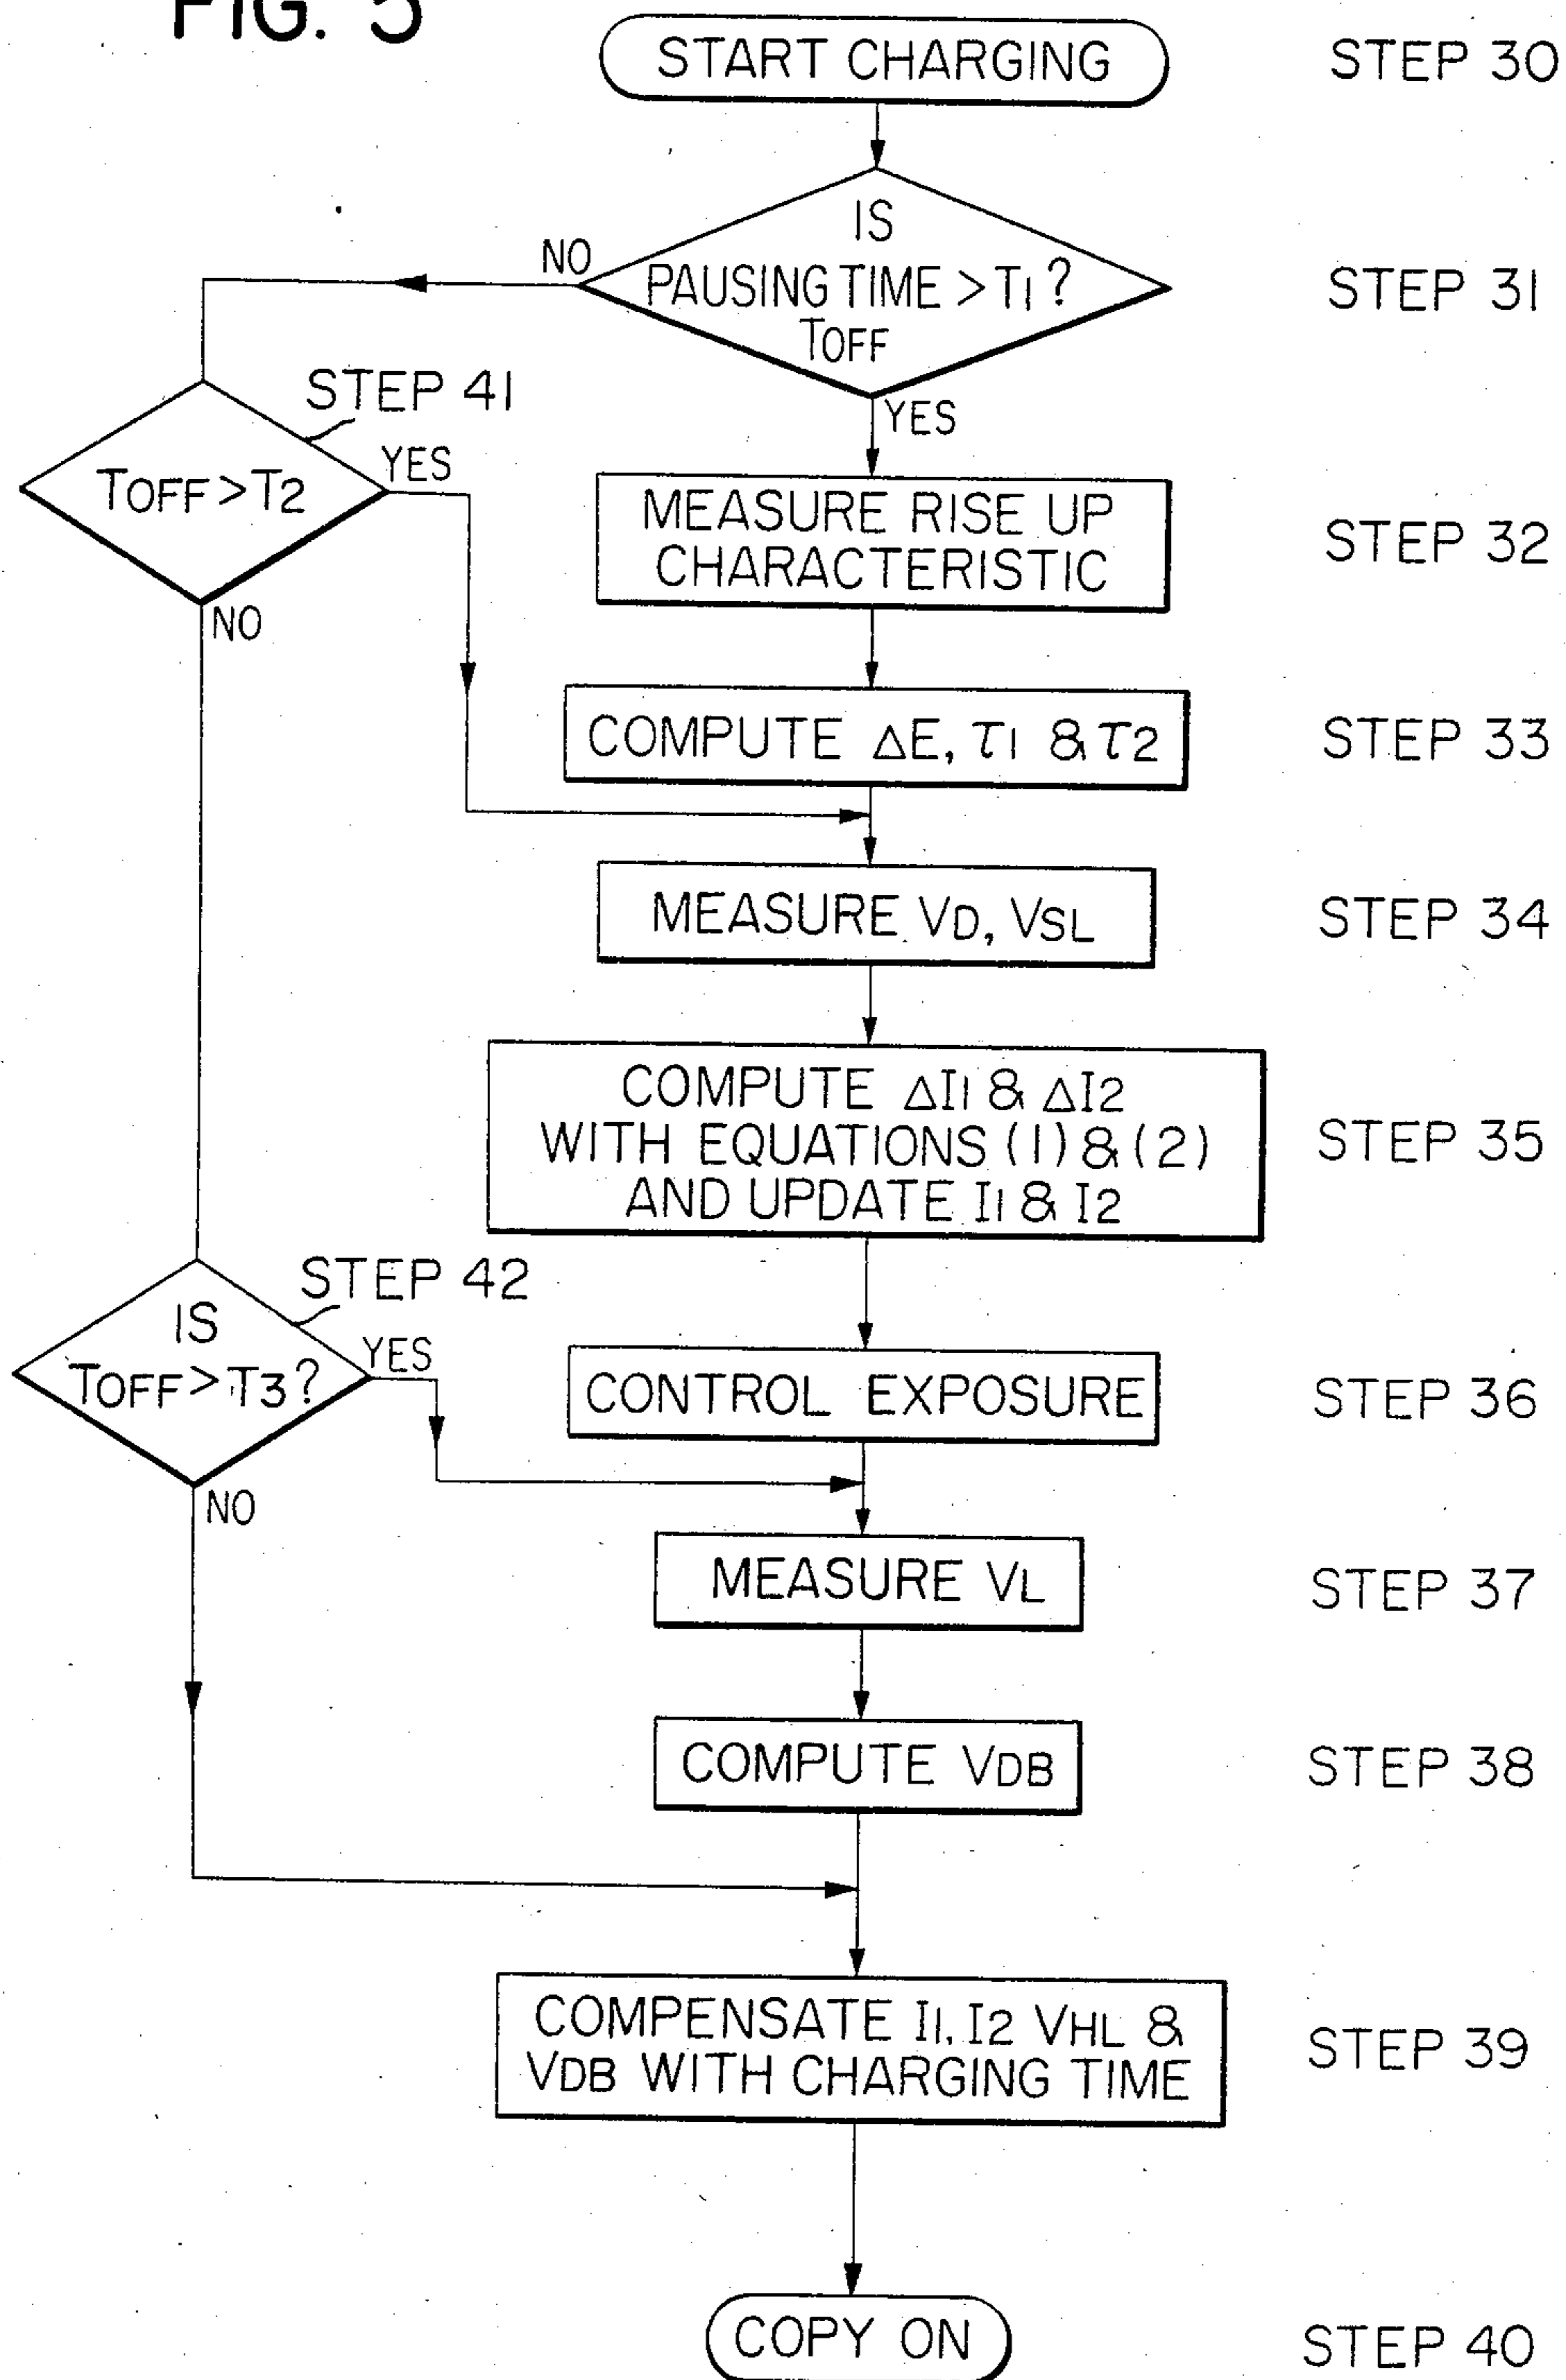 FIG. 5
START CHARGING
STEP 30
IS
PAUSING TIME > T1 ?
TOFF
NO
YES
STEP 31
STEP 41
TOFF > T2
YES
NO
MEASURE RISE UP
CHARACTERISTIC
STEP 32
COMPUTE ΔE, τ1 & τ2
STEP 33
MEASURE VD, VSL
STEP 34
COMPUTE ΔI1 & ΔI2
WITH EQUATIONS (1) & (2)
AND UPDATE I1 & I2
STEP 35
STEP 42
IS
TOFF > T3 ?
YES
NO
CONTROL EXPOSURE
STEP 36
MEASURE VL
STEP 37
COMPUTE VDB
STEP 38
COMPENSATE I1, I2 VHL &
VDB WITH CHARGING TIME
STEP 39
COPY ON
STEP 40